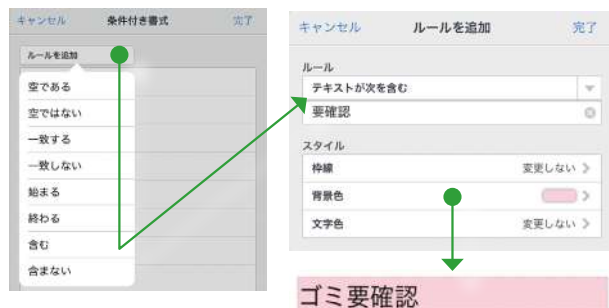 キャンセル 条件付き書式 完了
ルールを追加
空である
空ではない
一致する
一致しない
始まる
終わる
含む
含まない
キャンセル ルールを追加 完了
ルール
テキストが次を含む
要確認
スタイル
枠線 変更しない
背景色
文字色 変更しない
ゴミ要確認